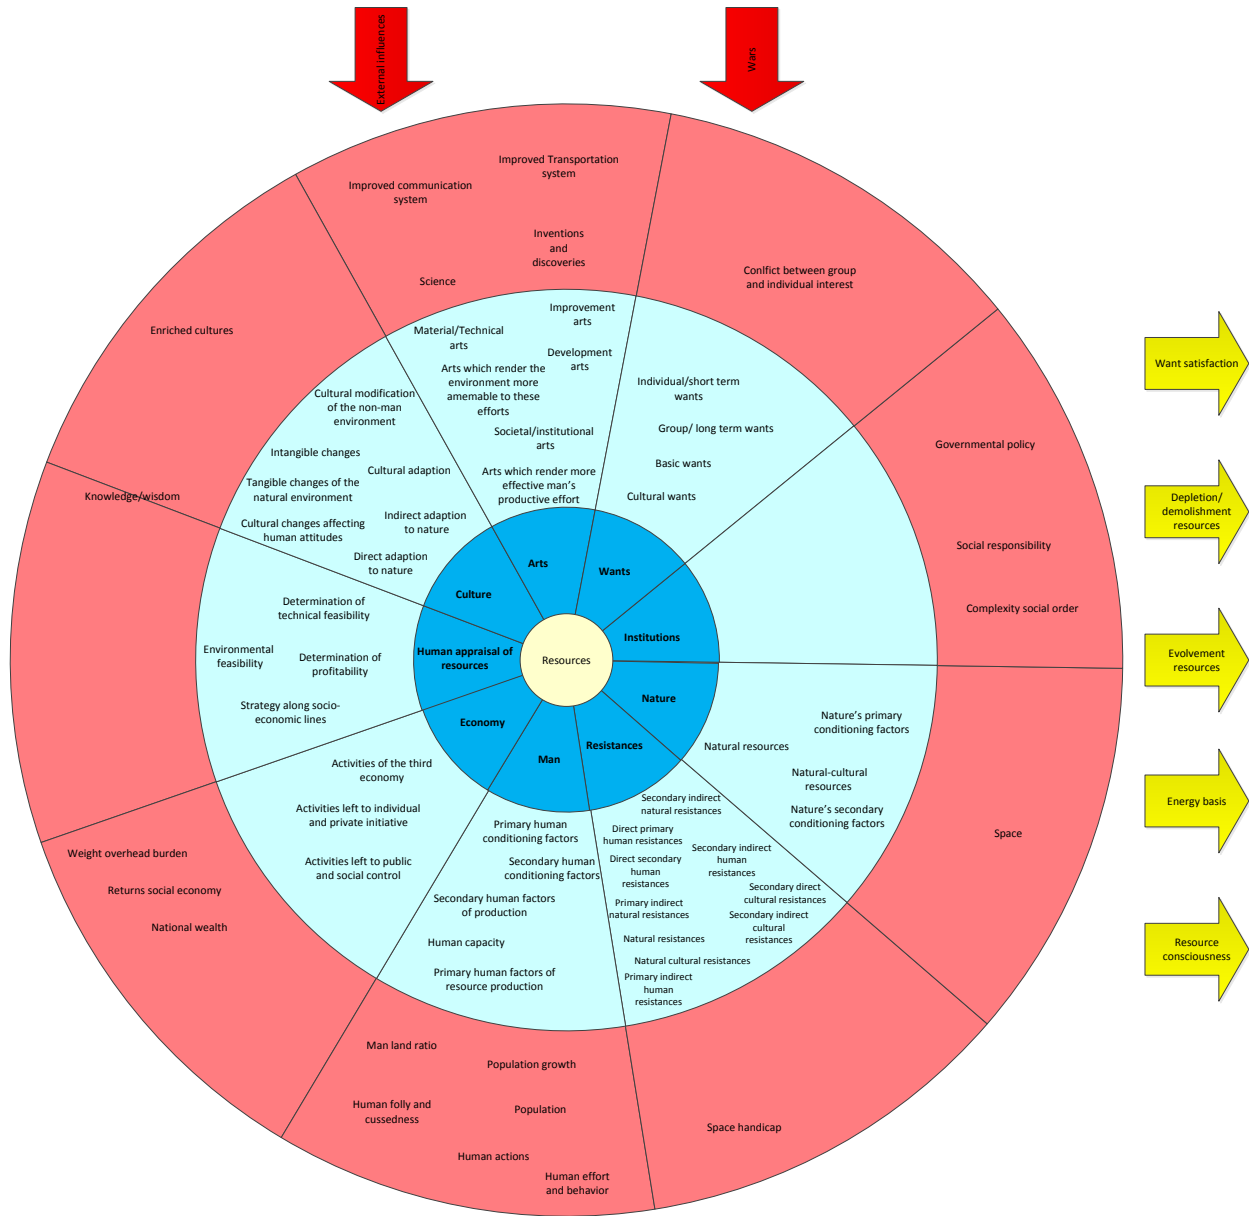 External influences
Wars
Improved Transportation
system
Improved communication
system
Inventions
and
discoveries
Science
Conflict between group
and individual interest
Enriched cultures
Improvement
arts
Material/Technical
arts
Development
arts
Arts which render the
environment more
amemable to these
efforts
Societal/institutional
arts
Arts which render more
effective man's
productive effort
Individual/short term
wants
Group/ long term wants
Basic wants
Cultural wants
Cultural modification
of the non-man
environment
Intangible changes
Cultural adaption
Tangible changes of the
natural environment
Indirect adaption
to nature
Cultural changes affecting
human attitudes
Direct adaption
to nature
Knowledge/wisdom
Governmental policy
Social responsibility
Complexity social order
Arts
Wants
Culture
Institutions
Human appraisal of
resources
Resources
Nature
Economy
Man
Resistances
Determination of
technical feasibility
Environmental
feasibility
Determination of
profitability
Strategy along socio-
economic lines
Nature's primary
conditioning factors
Natural resources
Natural-cultural
resources
Nature's secondary
conditioning factors
Space
Activities of the third
economy
Activities left to individual
and private initiative
Activities left to public
and social control
Weight overhead burden
Returns social economy
National wealth
Primary human
conditioning factors
Secondary human
conditioning factors
Secondary human factors
of production
Human capacity
Primary human factors of
resource production
Secondary indirect
natural resistances
Direct primary
human resistances
Secondary indirect
human
resistances
Direct secondary
human
resistances
Secondary direct
cultural resistances
Primary indirect
natural resistances
Secondary indirect
cultural
resistances
Natural resistances
Natural cultural resistances
Primary indirect
human
resistances
Man land ratio
Population growth
Human folly and
cussedness
Population
Human actions
Human effort
and behavior
Space handicap
Want satisfaction
Depletion/
demolishment
resources
Evolvement
resources
Energy basis
Resource
consciousness